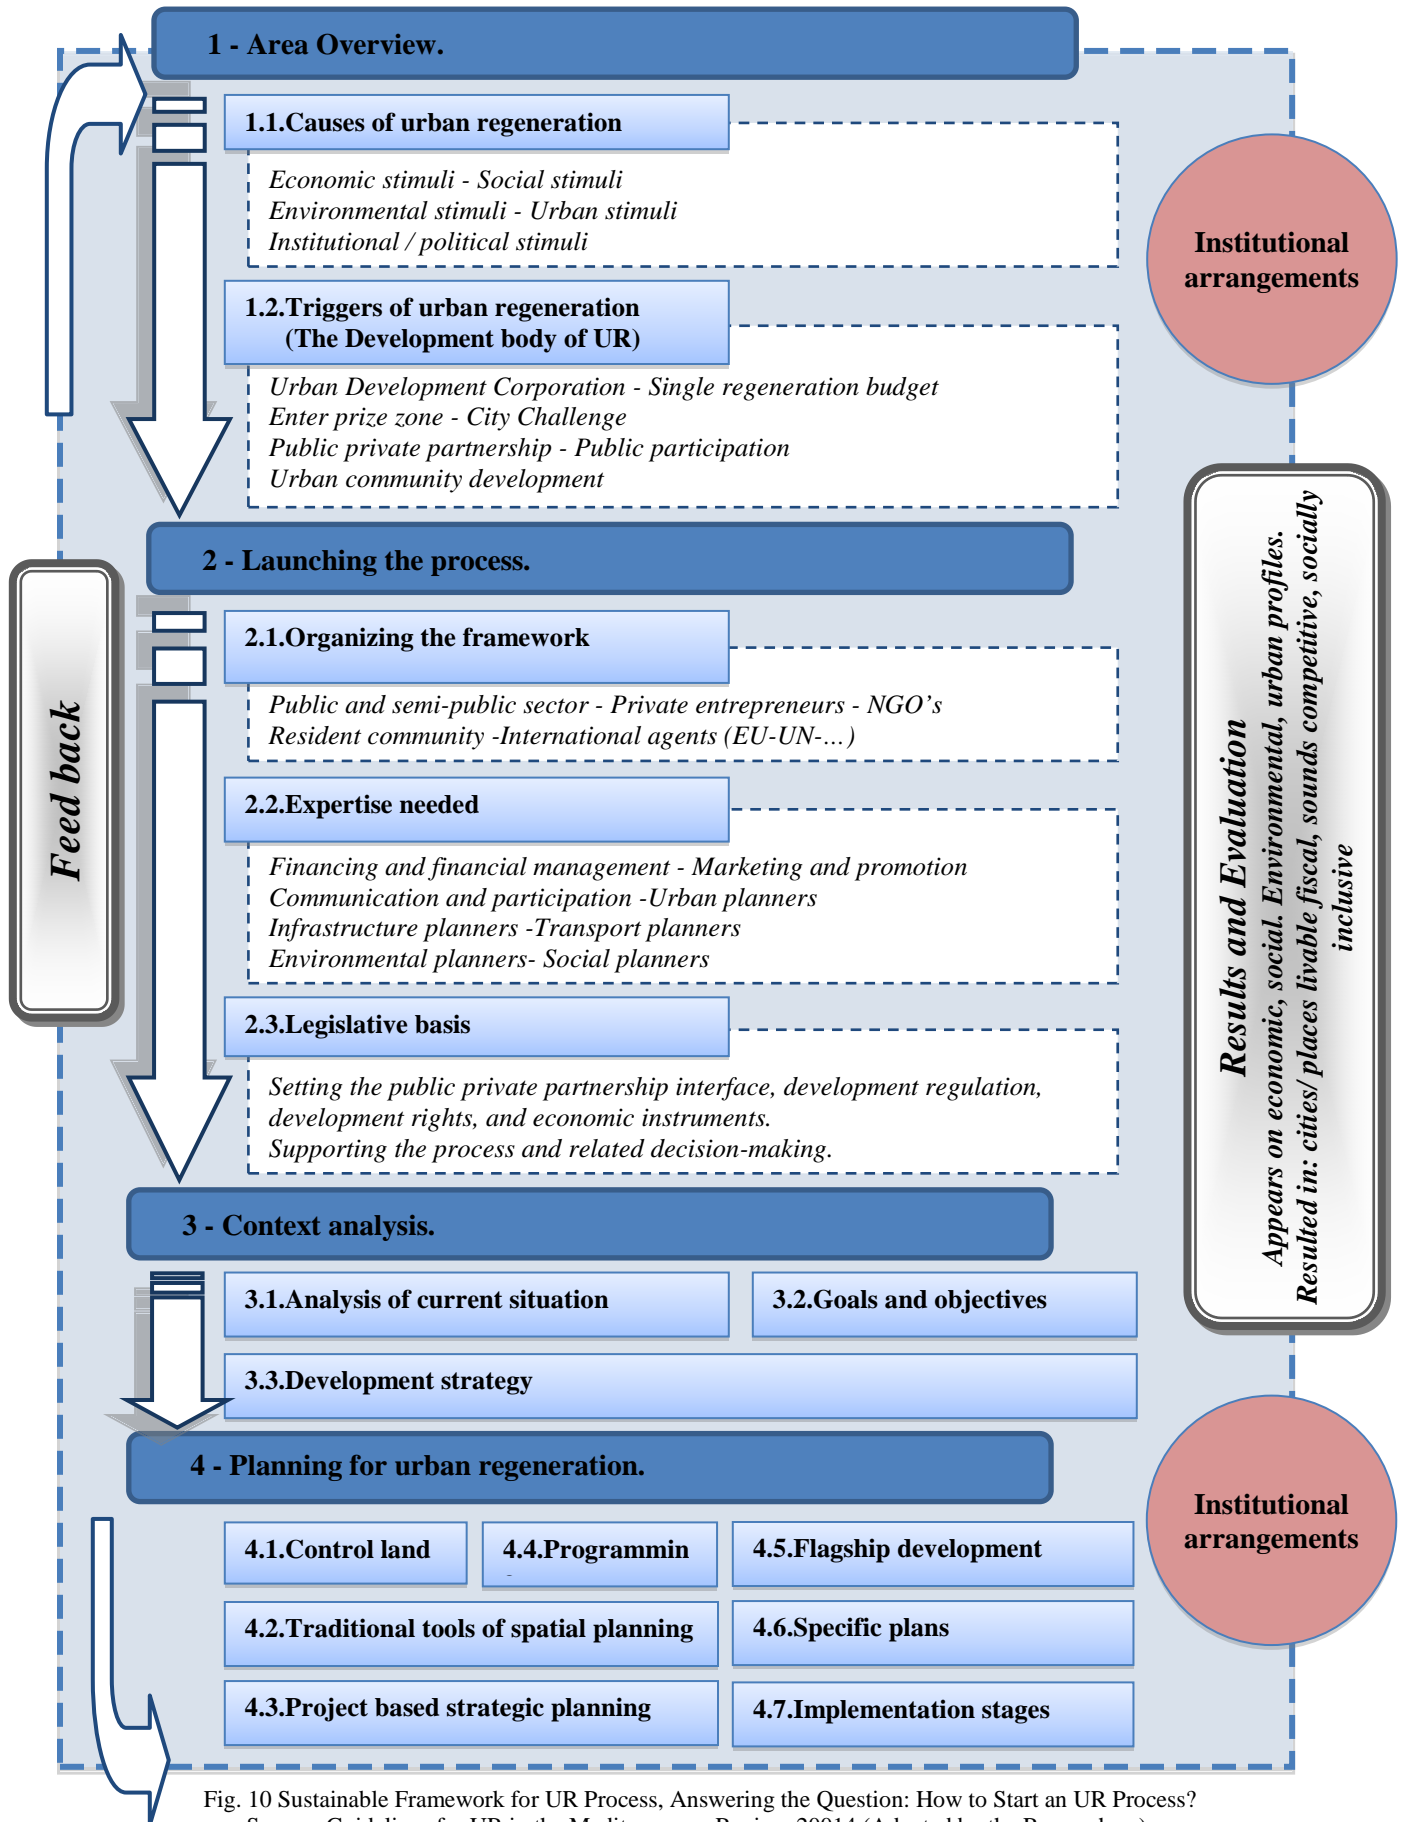 1 - Area Overview.
1.1.Causes of urban regeneration
Economic stimuli - Social stimuli
Environmental stimuli - Urban stimuli
Institutional / political stimuli
Institutional
arrangements
1.2.Triggers of urban regeneration
(The Development body of UR)
Urban Development Corporation - Single regeneration budget
Enter prize zone - City Challenge
Public private partnership - Public participation
Urban community development
2 - Launching the process.
2.1.Organizing the framework
Public and semi-public sector - Private entrepreneurs - NGO's
Resident community -International agents (EU-UN-…)
2.2.Expertise needed
Financing and financial management - Marketing and promotion
Communication and participation -Urban planners
Infrastructure planners -Transport planners
Environmental planners- Social planners
2.3.Legislative basis
Setting the public private partnership interface, development regulation,
development rights, and economic instruments.
Supporting the process and related decision-making.
Feed back
Results and Evaluation
Appears on economic, social. Environmental, urban profiles.
Resulted in: cities/ places livable fiscal, sounds competitive, socially
inclusive
3 - Context analysis.
3.1.Analysis of current situation
3.2.Goals and objectives
3.3.Development strategy
4 - Planning for urban regeneration.
4.1.Control land
4.4.Programmin
4.5.Flagship development
4.2.Traditional tools of spatial planning
4.6.Specific plans
4.3.Project based strategic planning
4.7.Implementation stages
Institutional
arrangements
Fig. 10 Sustainable Framework for UR Process, Answering the Question: How to Start an UR Process?